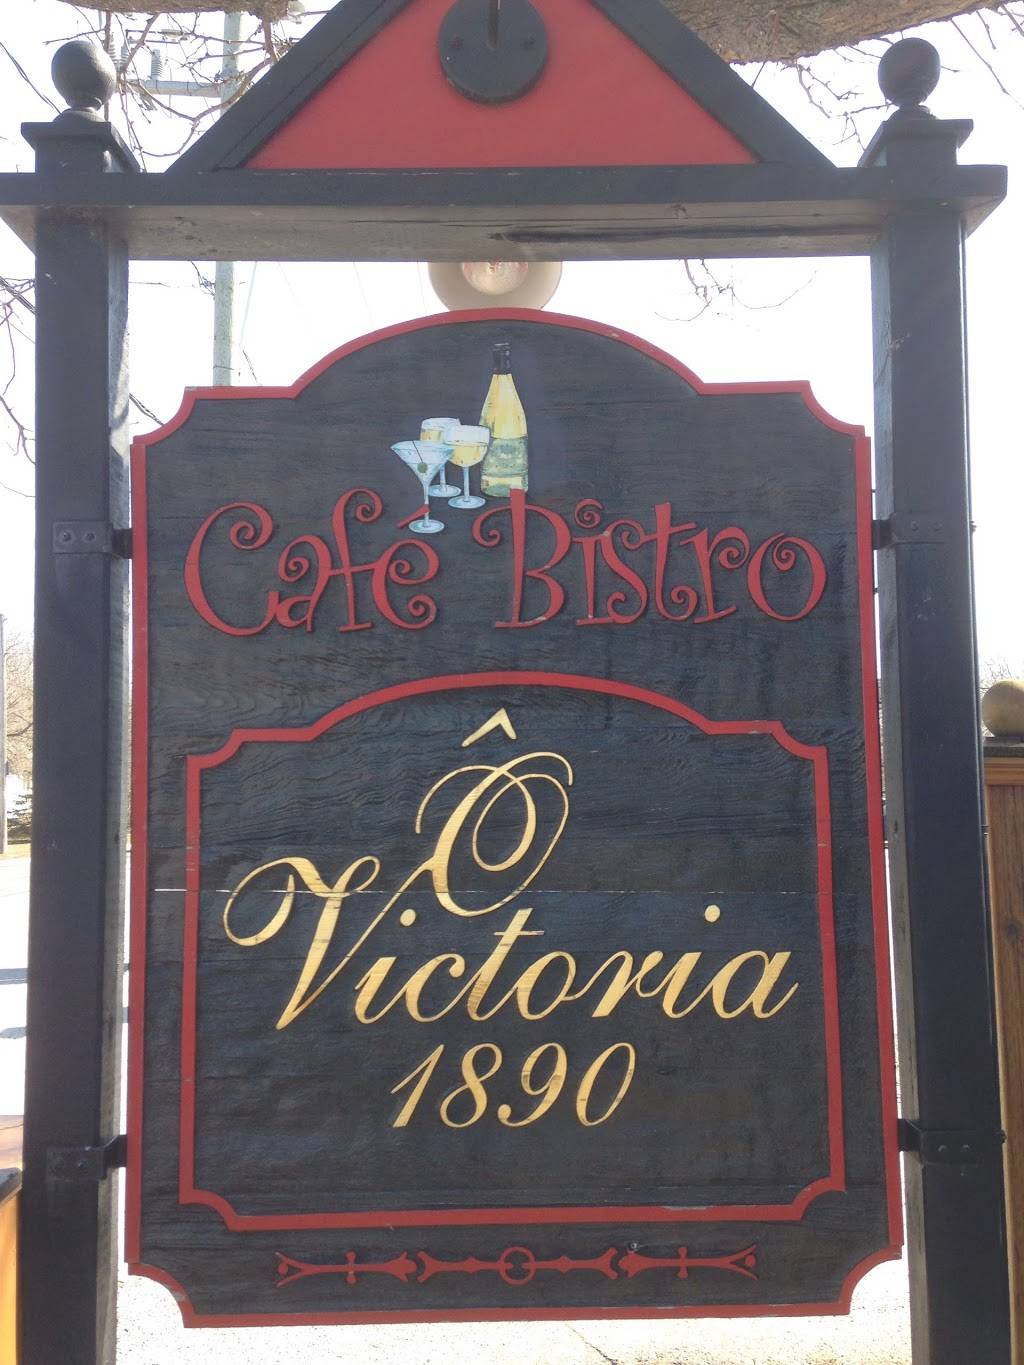 Café Bistro
Ô
Victoria
1890